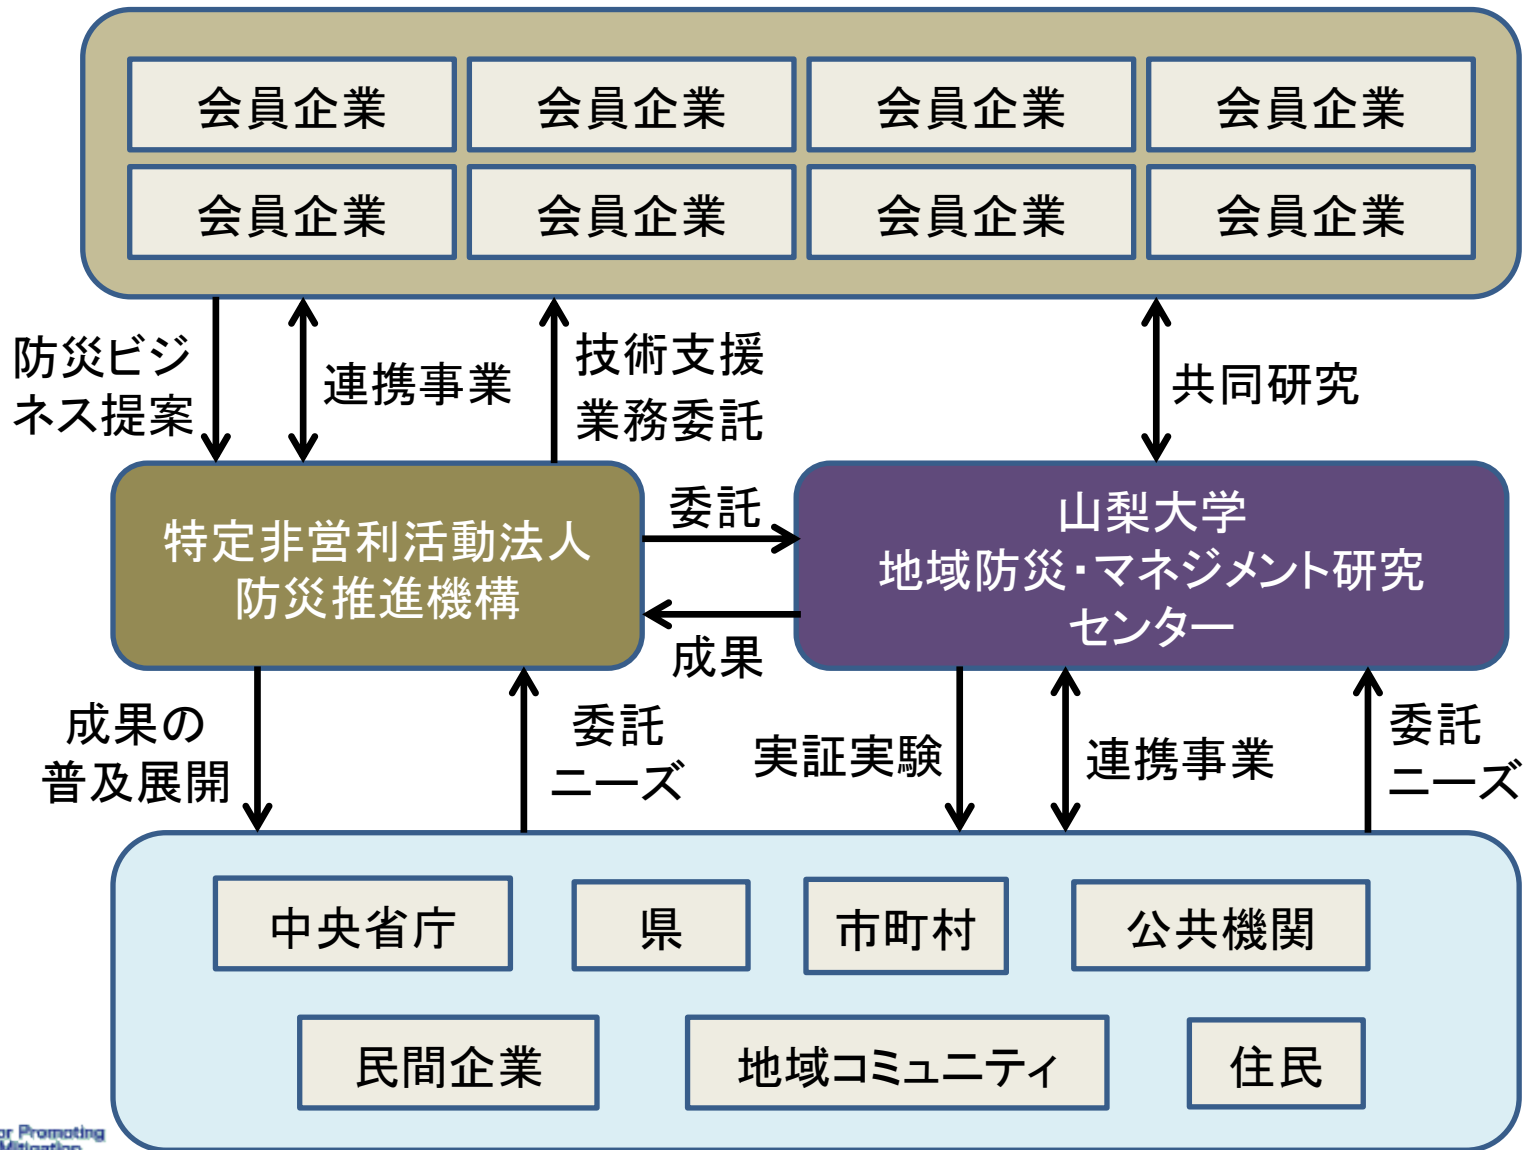 会員企業
会員企業
会員企業
会員企業
会員企業
会員企業
会員企業
会員企業
防災ビジ
ネス提案
連携事業
技術支援
業務委託
共同研究
特定非営利活動法人
防災推進機構
委託
成果
山梨大学
地域防災・マネジメント研究
センター
成果の
普及展開
委託
ニーズ
実証実験
連携事業
委託
ニーズ
中央省庁
県
市町村
公共機関
民間企業
地域コミュニティ
住民
Promoting
Mitigation